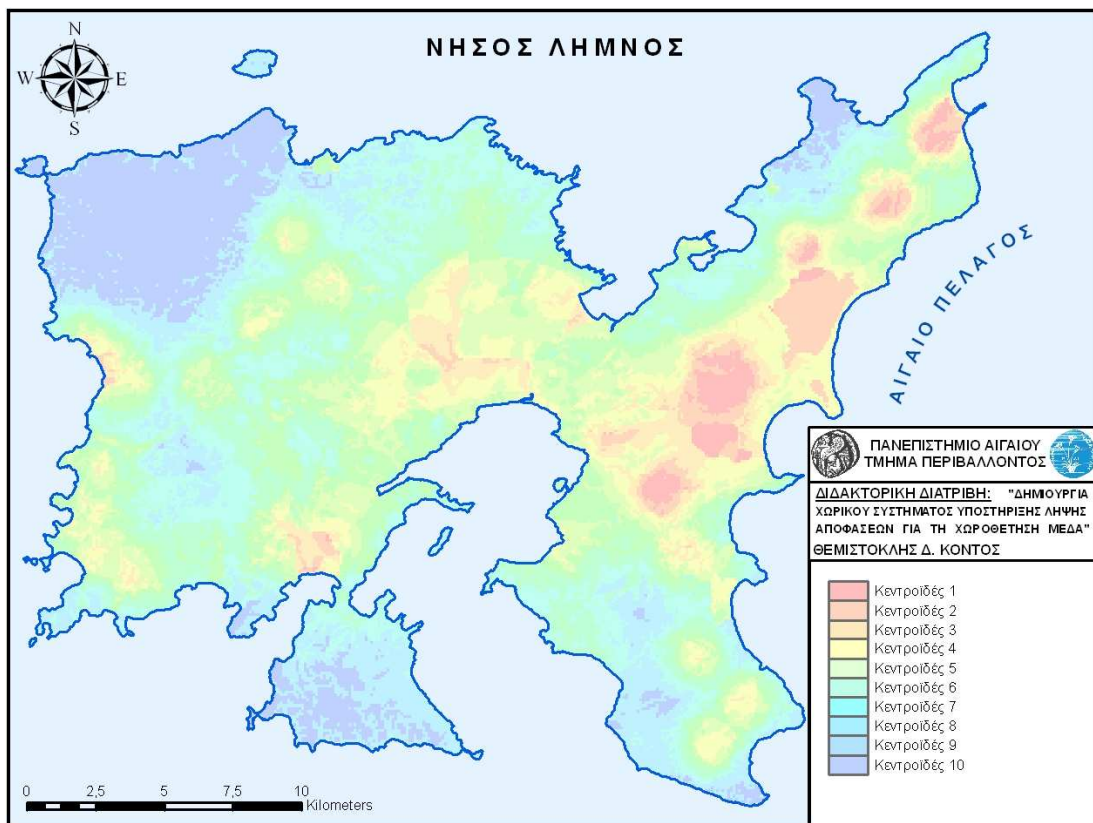 ΝΗΣΟΣ ΛΗΜΝΟΣ
N
W E
S
ΑΙΓΑΙΟ ΠΕΛΑΓΟΣ
ΠΑΝΕΠΙΣΤΗΜΙΟ ΑΙΓΑΙΟΥ
ΤΜΗΜΑ ΠΕΡΙΒΑΛΛΟΝΤΟΣ
ΔΙΔΑΚΤΟΡΙΚΗ ΔΙΑΤΡΙΒΗ: "ΔΗΜΙΟΥΡΓΙΑ
ΧΩΡΙΚΟΥ ΣΥΣΤΗΜΑΤΟΣ ΥΠΟΣΤΗΡΙΞΗΣ ΛΗΨΗΣ
ΑΠΟΦΑΣΕΩΝ ΓΙΑ ΤΗ ΧΩΡΟΘΕΤΗΣΗ ΜΕΔΑ"
ΘΕΜΙΣΤΟΚΛΗΣ Δ. ΚΟΝΤΟΣ
Κεντροϊδές 1
Κεντροϊδές 2
Κεντροϊδές 3
Κεντροϊδές 4
Κεντροϊδές 5
Κεντροϊδές 6
Κεντροϊδές 7
Κεντροϊδές 8
Κεντροϊδές 9
Κεντροϊδές 10
0 2,5 5 7,5 10
Kilometers